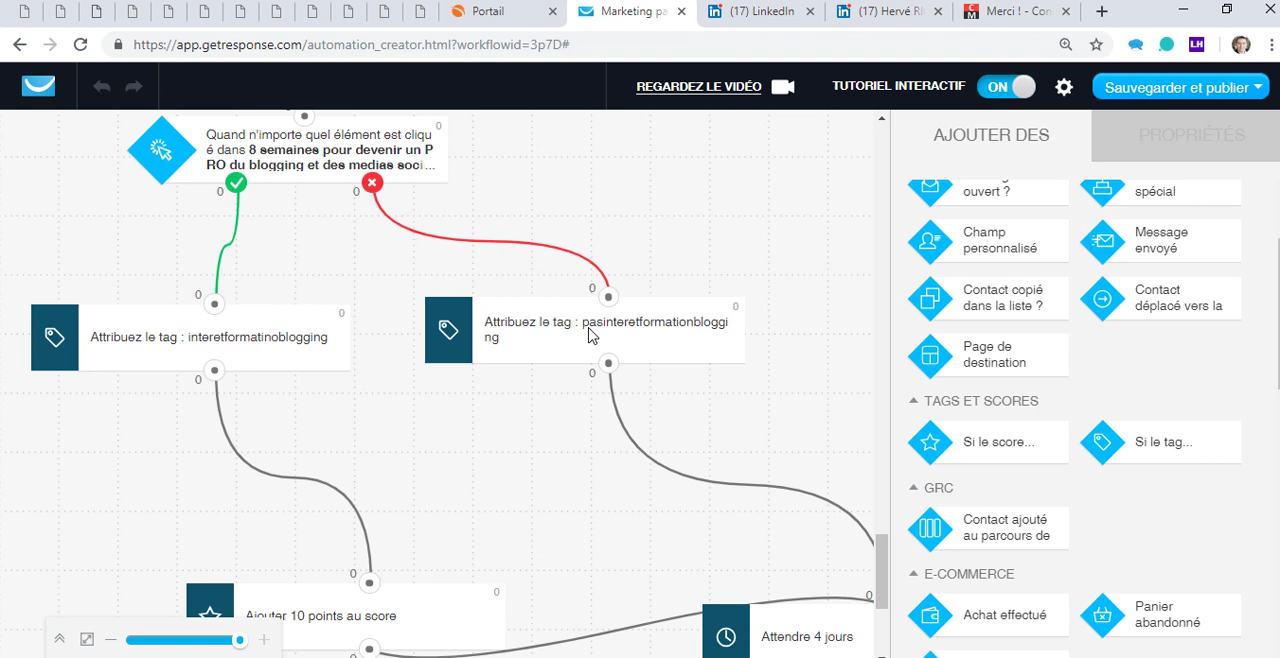 Portail
Marketing pa
(17) LinkedIn
(17) Hervé Rl
Merci ! - Con
https://app.getresponse.com/automation_creator.html?workflowid=3p7D#
LH
REGARDEZ LE VIDÉO
TUTORIEL INTERACTIF
ON
Sauvegarder et publier
Quand n'importe quel élément est cliqu
é dans 8 semaines pour devenir un P
RO du blogging et des medias soci...
0
0
0
0
Attribuez le tag : interetformatinoblogging
0
0
0
Attribuez le tag : pasinteretformationbloggi
ng
0
0
0
Ajouter 10 points au score
0
0
Attendre 4 jours
0
AJOUTER DES
PROPRIÉTÉS
ouvert ?
spécial
Champ
personnalisé
Message
envoyé
Contact copié
dans la liste ?
Contact
déplacé vers la
Page de
destination
TAGS ET SCORES
Si le score...
Si le tag...
GRC
Contact ajouté
au parcours de
E-COMMERCE
Achat effectué
Panier
abandonné